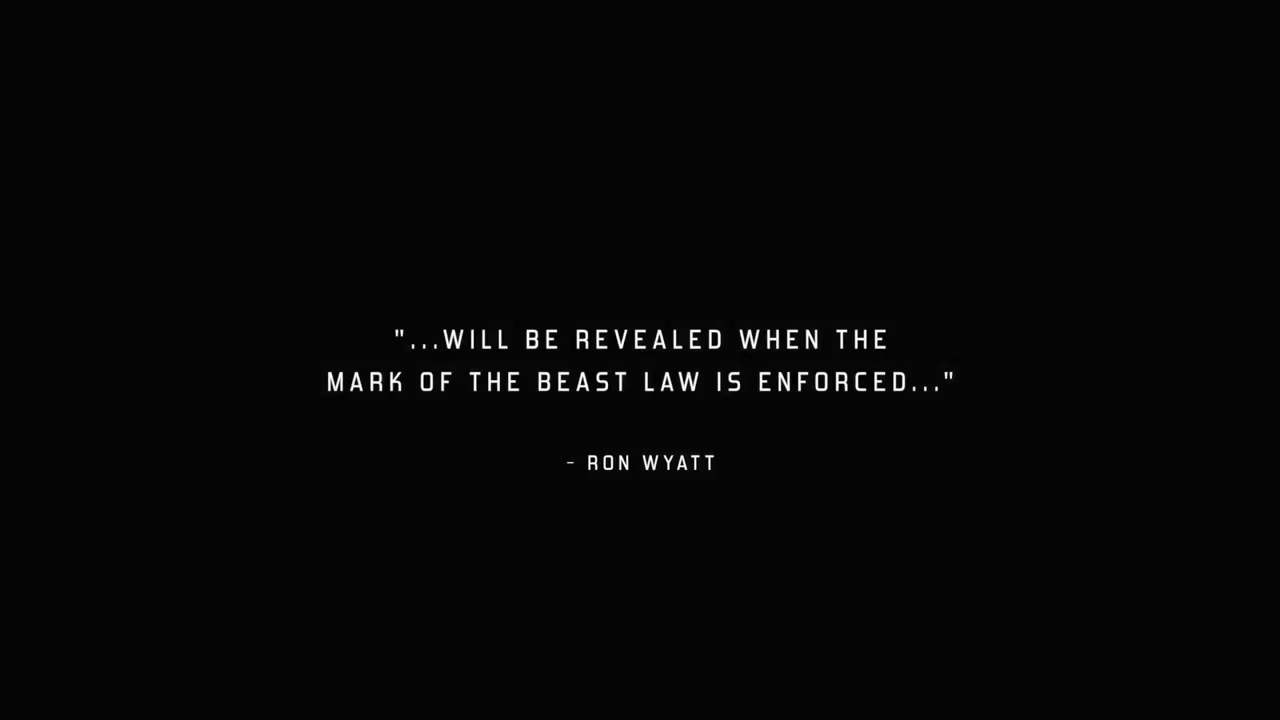 "...WILL BE REVEALED WHEN THE
MARK OF THE BEAST LAW IS ENFORCED..."
- RON WYATT